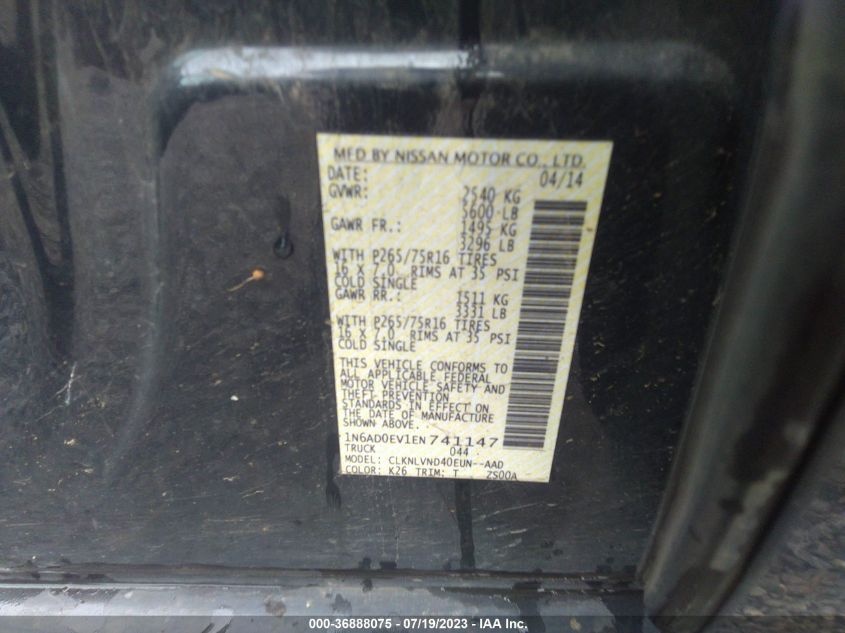 MFD BY NISSAN MOTOR CO., LTD.
DATE: 04/14
GVWR: 2540 KG
5600 LB
GAWR FR.: 1495 KG
3296 LB
WITH P265/75R16 TIRES
16 X 7.0 RIMS AT 35 PSI
COLD SINGLE
GAWR RR.: 1511 KG
3331 LB
WITH P265/75R16 TIRES
16 X 7.0 RIMS AT 35 PSI
COLD SINGLE
THIS VEHICLE CONFORMS TO
ALL APPLICABLE FEDERAL
MOTOR VEHICLE SAFETY AND
THEFT PREVENTION
STANDARDS IN EFFECT ON
THE DATE OF MANUFACTURE
SHOWN ABOVE.
1N6AD0EV1EN741147
TRUCK 044
MODEL: CLKNLVND40EUN--AAD
COLOR: K26 TRIM: T ZS00A
000-36888075 - 07/19/2023 - IAA Inc.